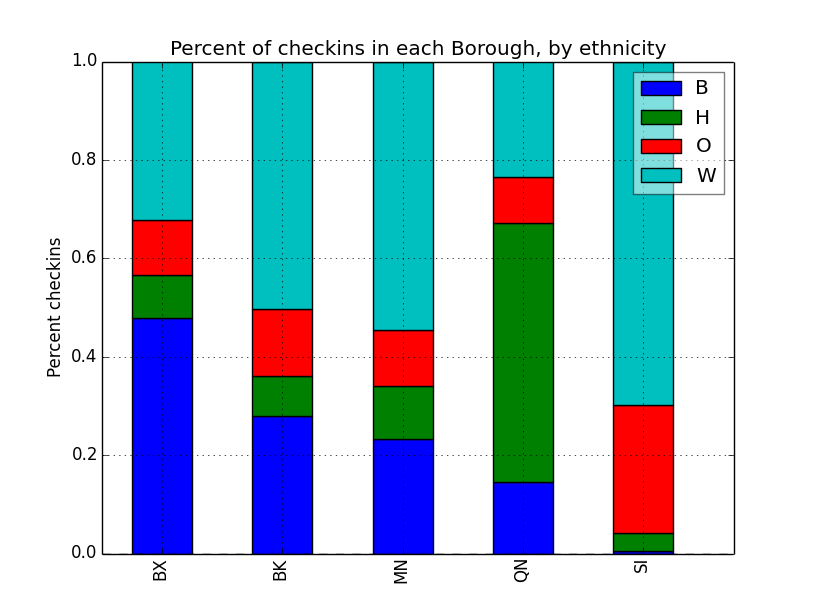 Percent of checkins in each Borough, by ethnicity
1.0
0.8
0.6
0.4
0.2
0.0
Percent checkins
B
H
O
W
BX
BK
MN
QN
SI